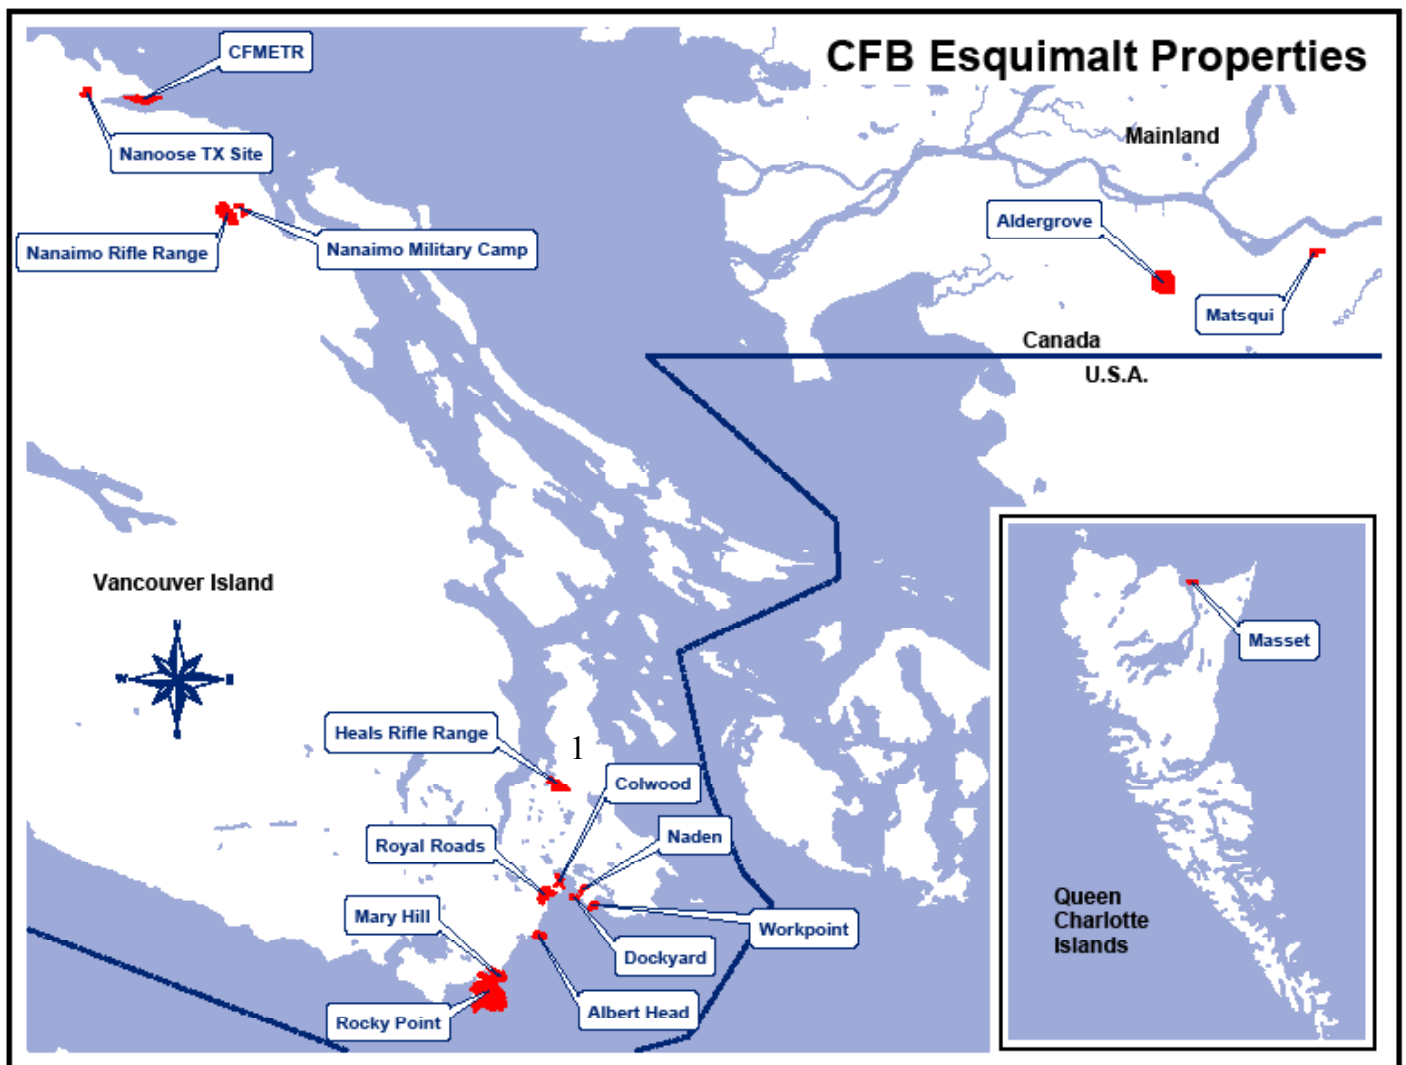 CFB Esquimalt Properties
CFMETR
Nanoose TX Site
Mainland
Aldergrove
Nanaimo Rifle Range
Nanaimo Military Camp
Matsqui
Canada
U.S.A.
Vancouver Island
N
W
E
S
Masset
Heals Rifle Range
1
Colwood
Royal Roads
Naden
Mary Hill
Workpoint
Dockyard
Queen
Charlotte
Islands
Albert Head
Rocky Point